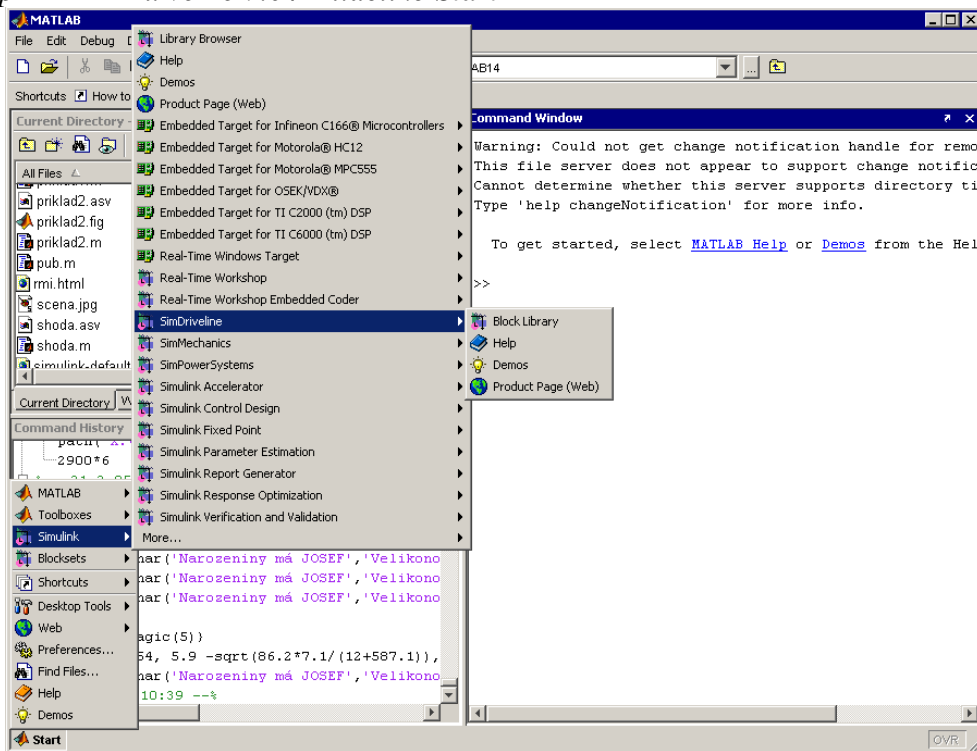 MATLAB
File Edit Debug
Shortcuts How to
Current Directory -
All Files
priklad2.asv
priklad2.fig
priklad2.m
pub.m
rmi.html
scena.jpg
shoda.asv
shoda.m
simulink-default
Current Directory
Command History
2900*6
MATLAB
Toolboxes
Simulink
Blocksets
Shortcuts
Desktop Tools
Web
Preferences...
Find Files...
Help
Demos
Start
Library Browser
Help
Demos
Product Page (Web)
Embedded Target for Infineon C166® Microcontrollers
Embedded Target for Motorola® HC12
Embedded Target for Motorola® MPC555
Embedded Target for OSEK/VDX®
Embedded Target for TI C2000 (tm) DSP
Embedded Target for TI C6000 (tm) DSP
Real-Time Windows Target
Real-Time Workshop
Real-Time Workshop Embedded Coder
SimDriveline
SimMechanics
SimPowerSystems
Simulink Accelerator
Simulink Control Design
Simulink Fixed Point
Simulink Parameter Estimation
Simulink Report Generator
Simulink Response Optimization
Simulink Verification and Validation
More...
Block Library
Help
Demos
Product Page (Web)
har('Narozeniny má JOSEF','Velikono
har('Narozeniny má JOSEF','Velikono
har('Narozeniny má JOSEF','Velikono
agic(5)}
54, 5.9 -sqrt(86.2*7.1/(12+587.1)),
har('Narozeniny má JOSEF','Velikono
10:39 --%
AB14
...
Command Window
Warning: Could not get change notification handle for remo
This file server does not appear to support change notific
Cannot determine whether this server supports directory ti
Type 'help changeNotification' for more info.
To get started, select MATLAB Help or Demos from the Hel
>>
OVR